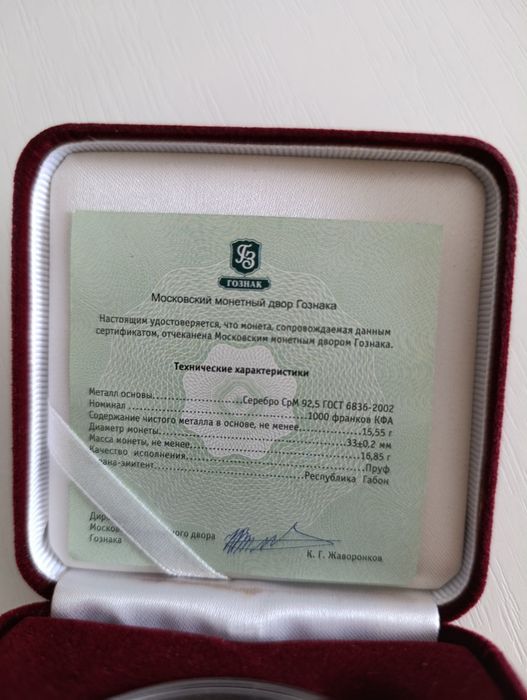 ГЗ
ГОЗНАК
Московский монетный двор Гознака
Настоящим удостоверяется, что монета, сопровождаемая данным
сертификатом, отчеканена Московским монетным двором Гознака.
Технические характеристики
Металл основы......Серебро СрМ 92,5 ГОСТ 6836-2002
Номинал......1000 франков КФА
Содержание чистого металла в основе, не менее......15,55 г
Диаметр монеты......33±0,2 мм
Масса монеты, не менее......16,85 г
Качество исполнения......Пруф
ана-эмитент......Республика Габон
Дир
Москов ного двора
Гознака
К. Г. Жаворонков